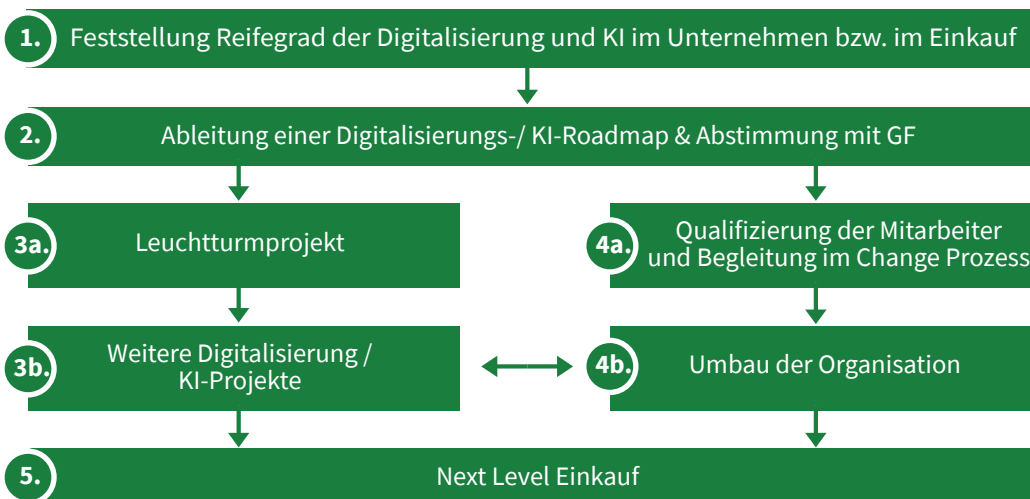 1. Feststellung Reifegrad der Digitalisierung und KI im Unternehmen bzw. im Einkauf
2. Ableitung einer Digitalisierungs-/ KI-Roadmap & Abstimmung mit GF
3a. Leuchtturmprojekt
4a. Qualifizierung der Mitarbeiter
und Begleitung im Change Prozess
3b. Weitere Digitalisierung /
KI-Projekte
4b. Umbau der Organisation
5. Next Level Einkauf